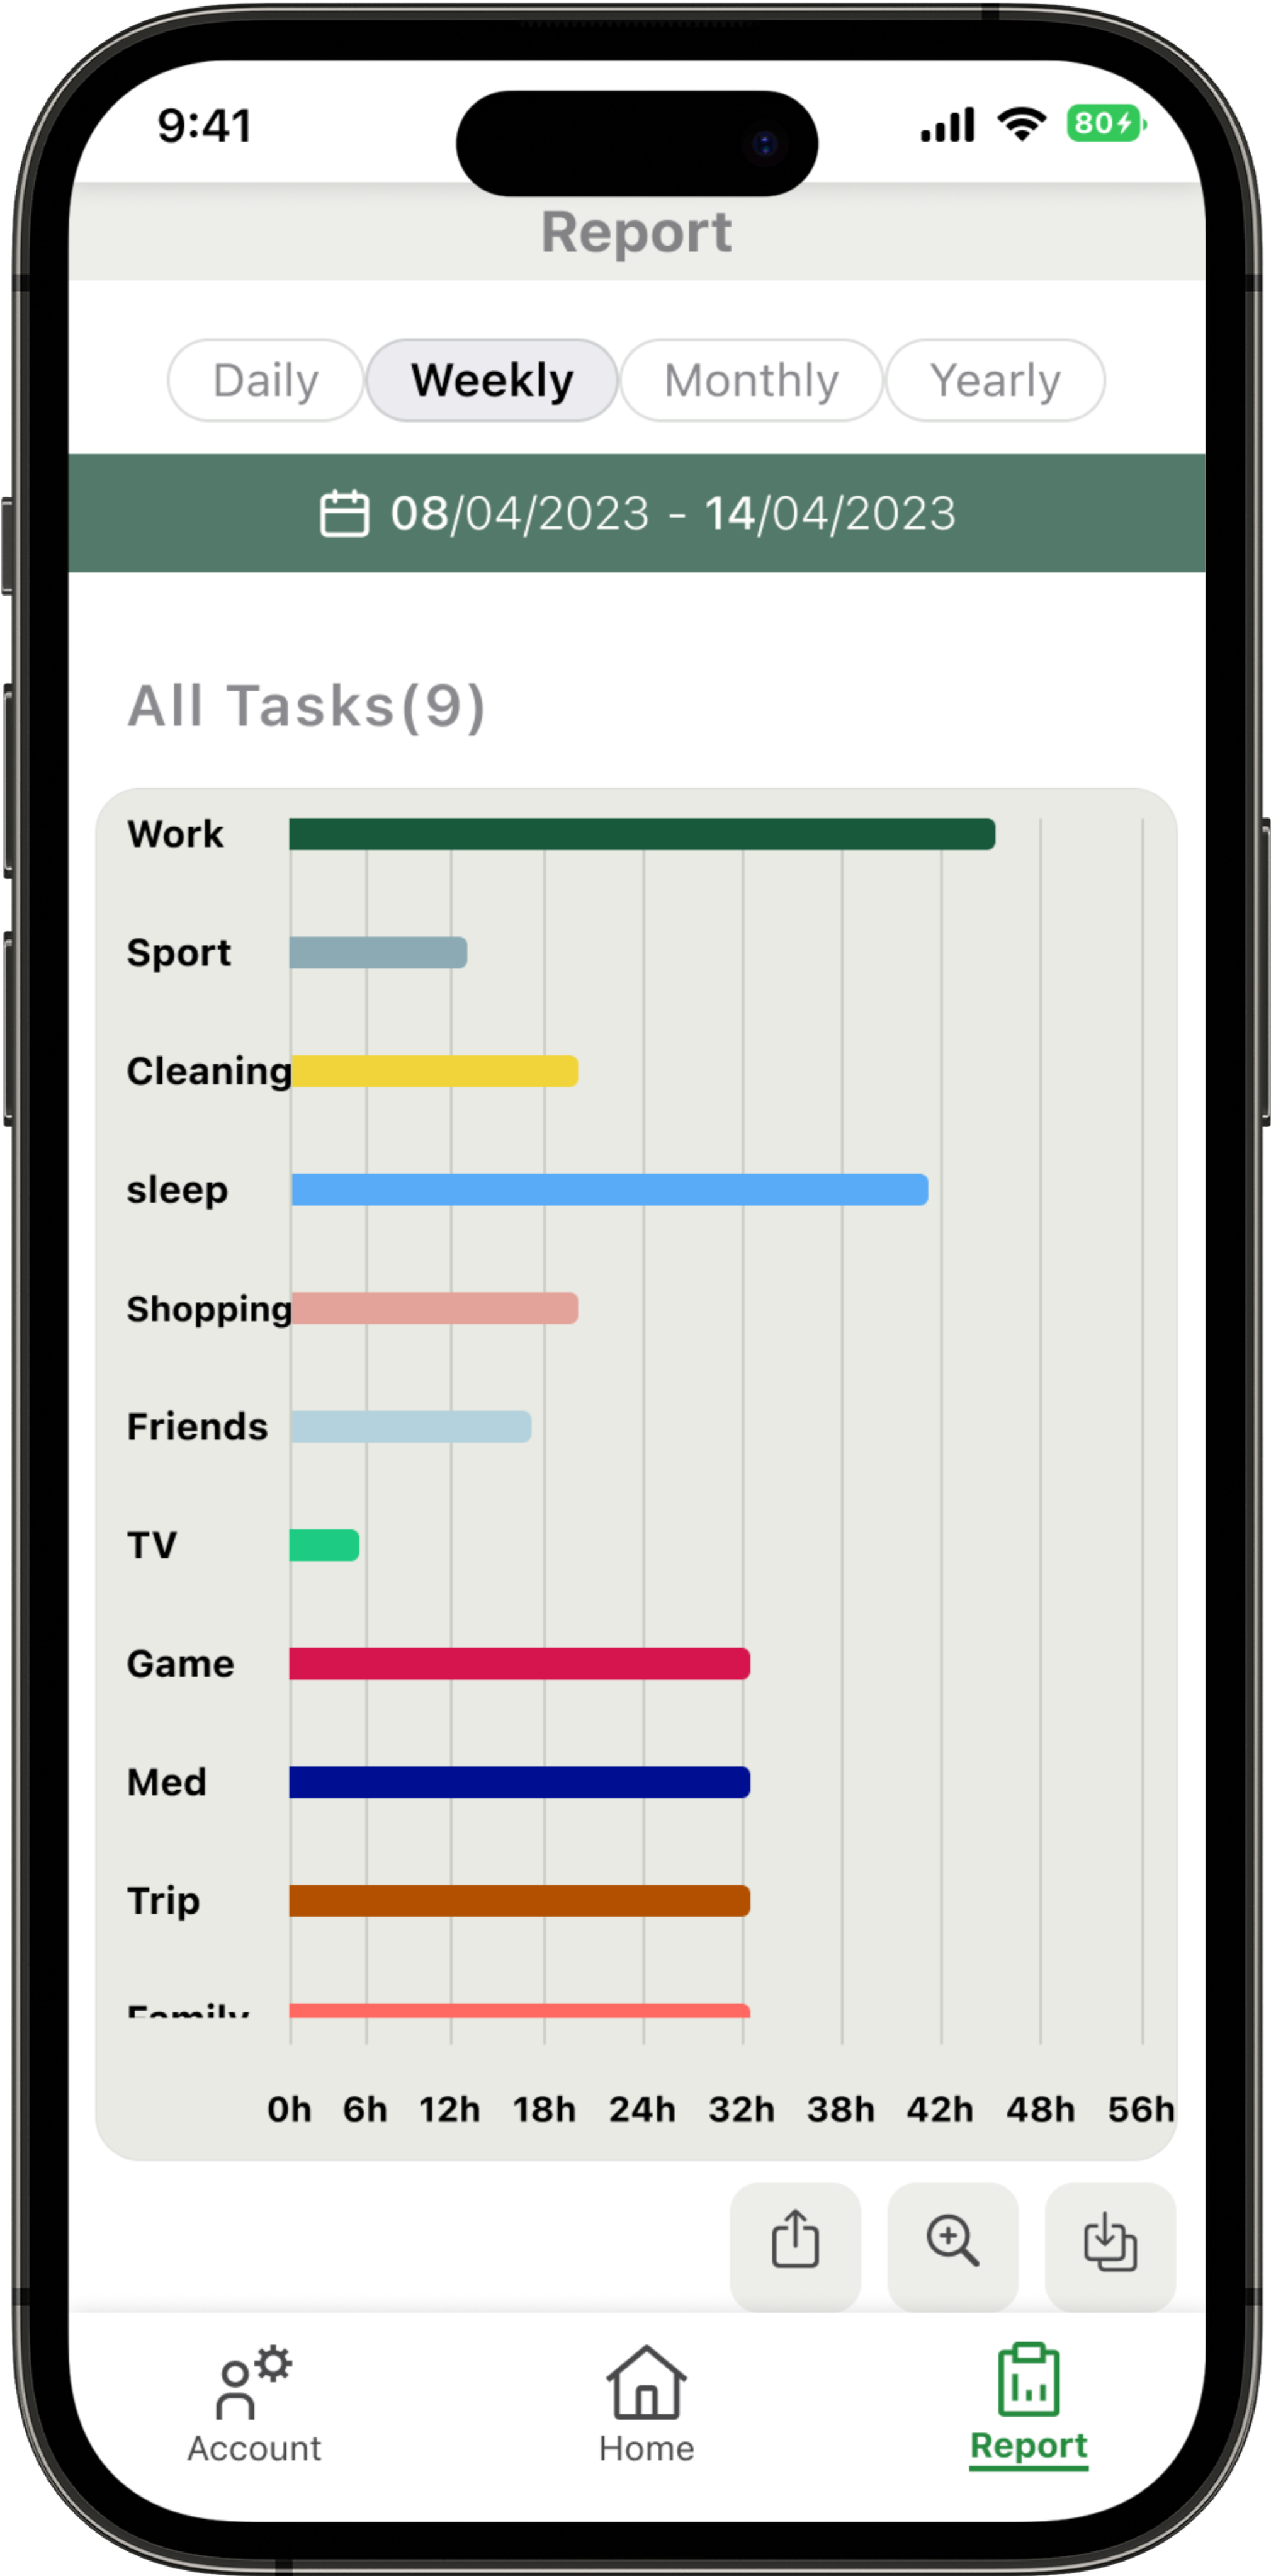 9:41
80
Report
Daily Weekly Monthly Yearly
08/04/2023 - 14/04/2023
All Tasks(9)
Work
Sport
Cleaning
sleep
Shopping
Friends
TV
Game
Med
Trip
Family
0h 6h 12h 18h 24h 32h 38h 42h 48h 56h
Account Home Report